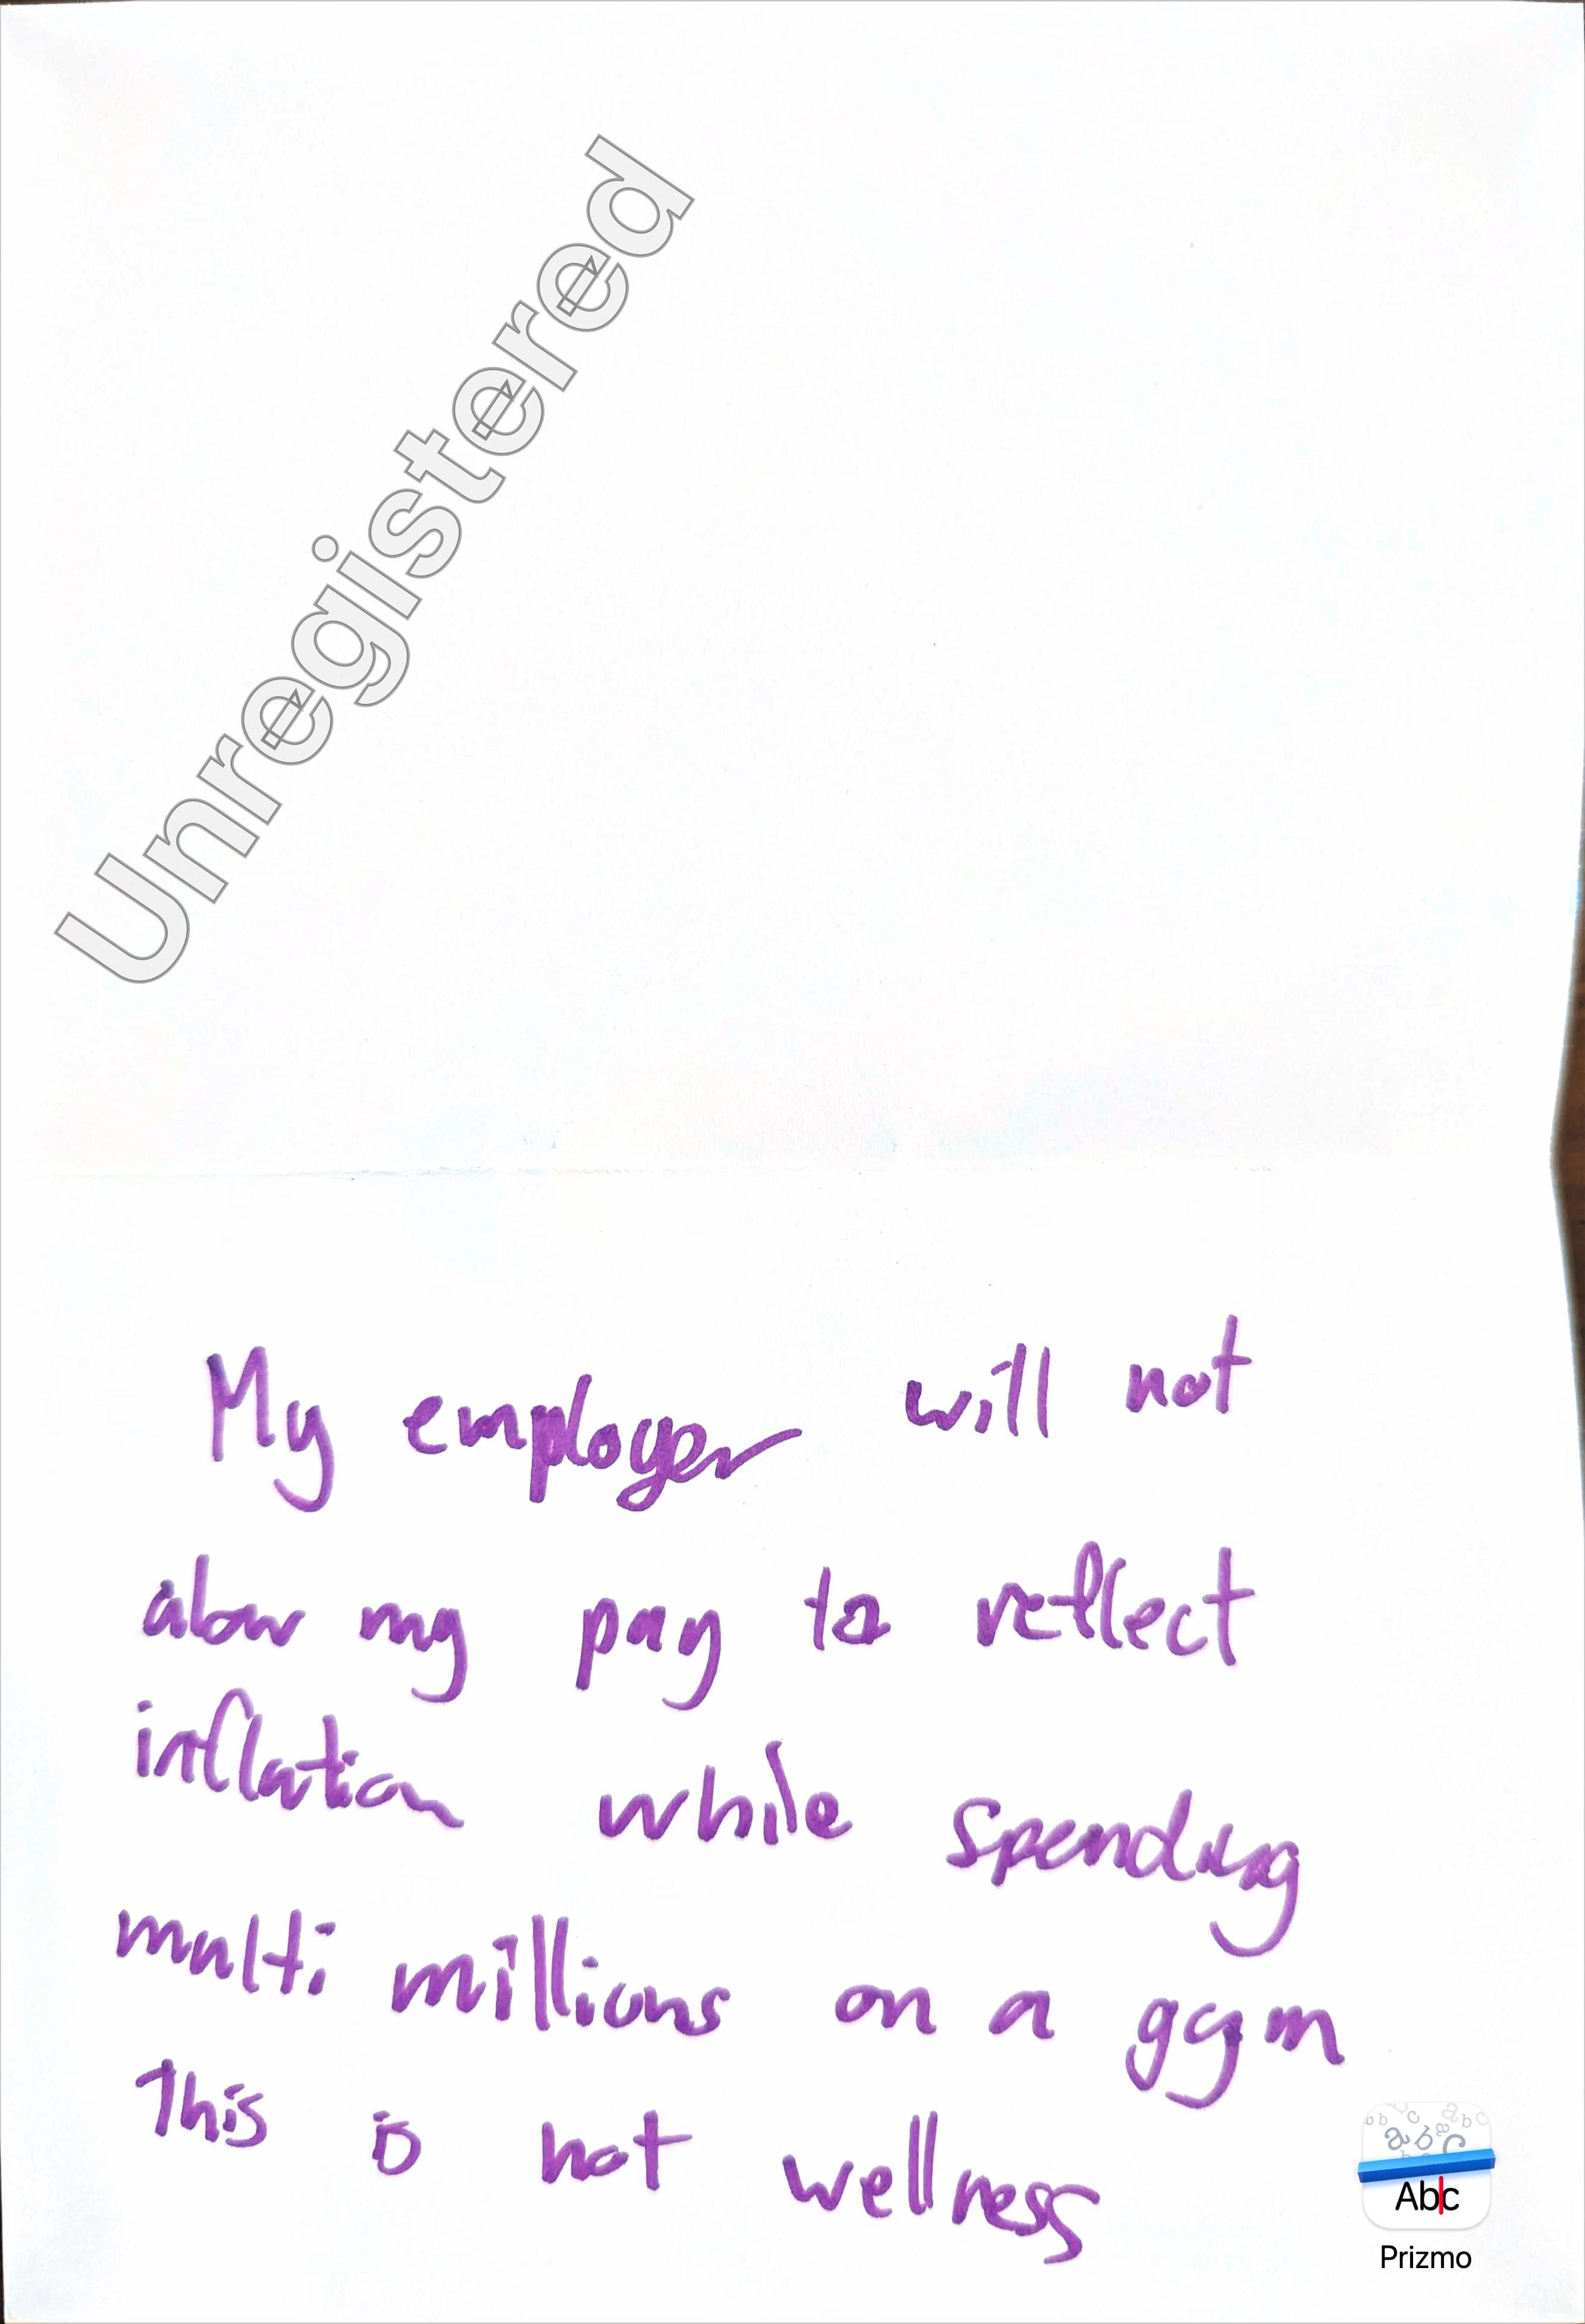 Unregistered
My employer will not
alow my pay to reflect
inflation while spending
multi millions on a gym
This is not wellness
Abc
Prizmo